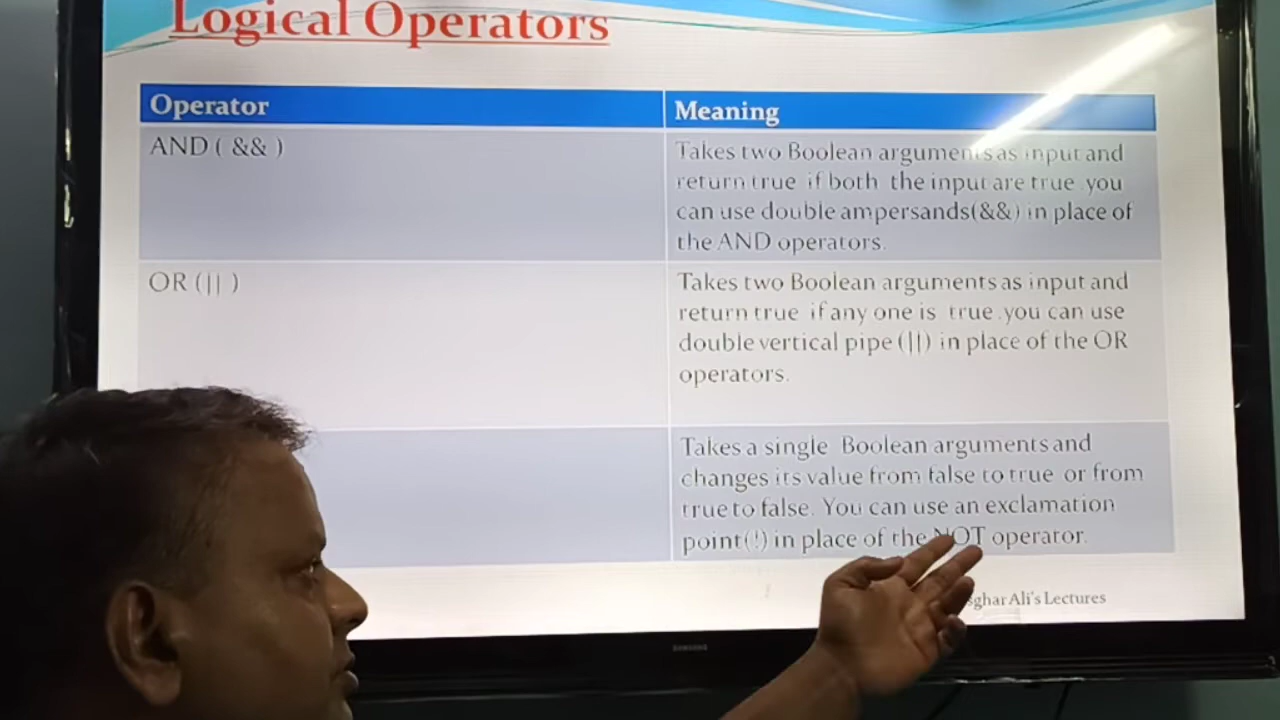 Logical Operators
Operator
Meaning
AND ( && )
Takes two Boolean arguments as input and
return true if both the input are true .you
can use double ampersands(&&) in place of
the AND operators.
OR (|| )
Takes two Boolean arguments as input and
return true if any one is true .you can use
double vertical pipe (||) in place of the OR
operators.
Takes a single Boolean arguments and
changes its value from false to true or from
true to false. You can use an exclamation
point(!) in place of the NOT operator.
sghar Ali's Lectures
SAMSUNG